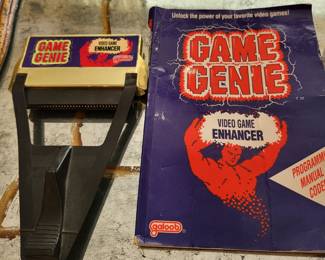 GAME
GENIE
VIDEO GAME
ENHANCER
Unlock the power of your favorite video games!
GAME
GENIE
VIDEO GAME
ENHANCER
PROGRAMM
MANUAL
CODE
galoob